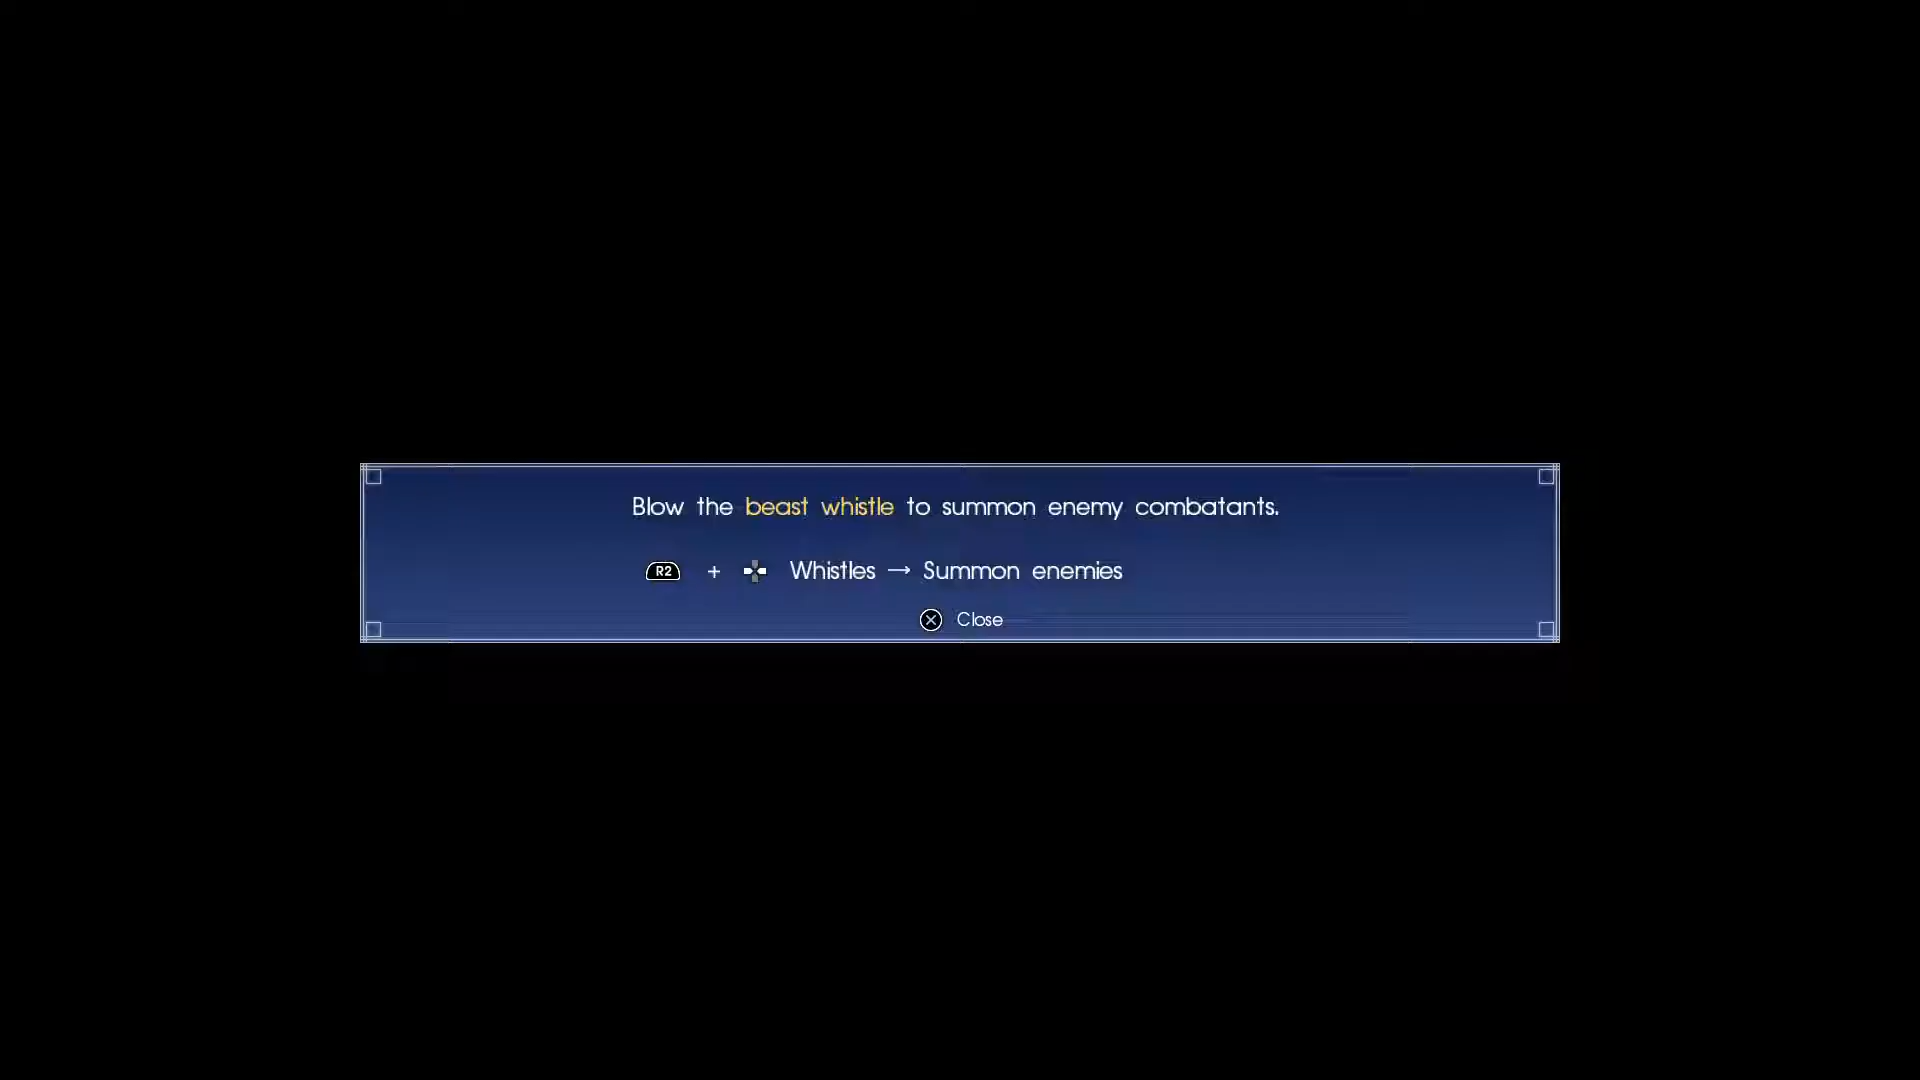 Blow the beast whistle to summon enemy combatants.
R2 + Whistles → Summon enemies
Close